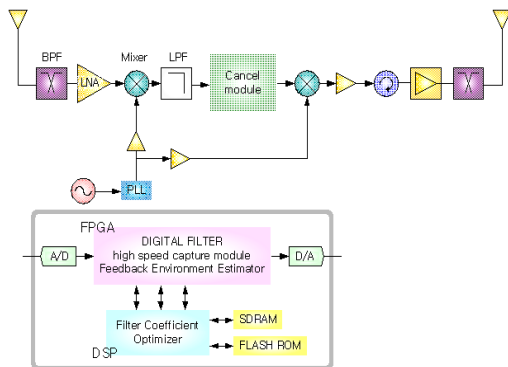 BPF
LNA
Mixer
LPF
Cancel
module
PLL
FPGA
A/D
DIGITAL FILTER
high speed capture module
Feedback Environment Estimator
D/A
Filter Coefficient
Optimizer
DSP
SDRAM
FLASH ROM